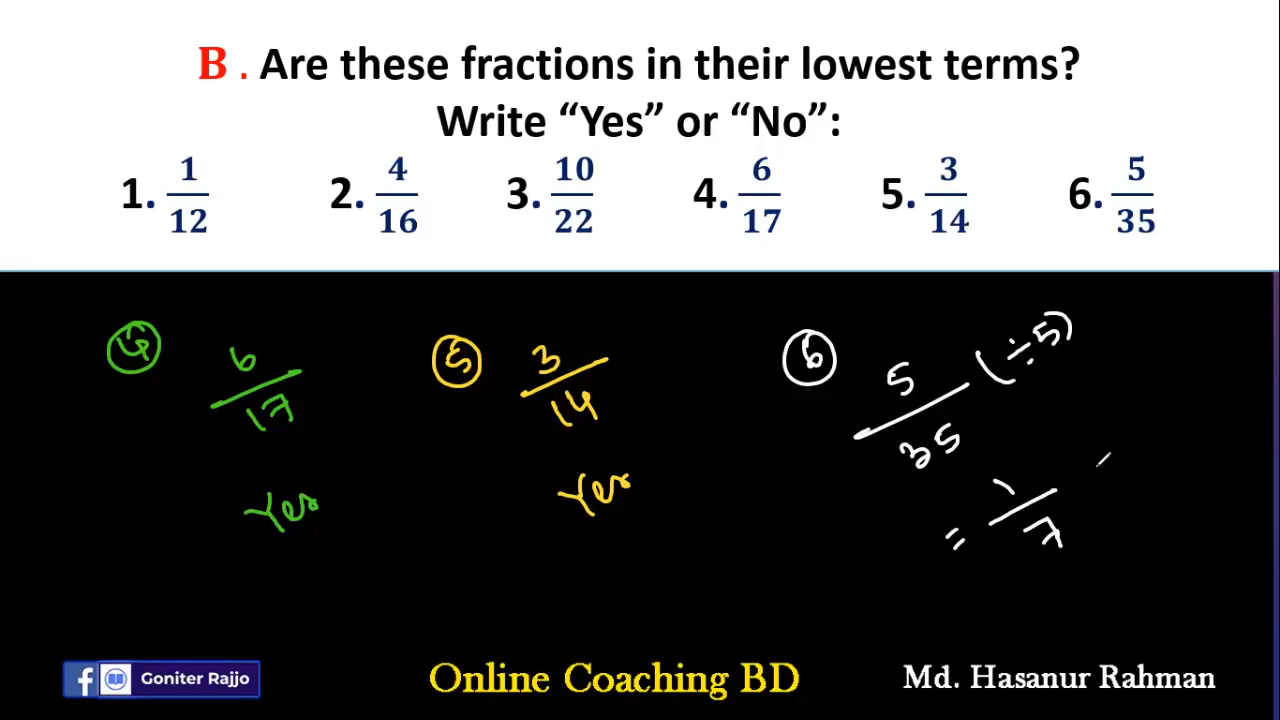 B . Are these fractions in their lowest terms?
Write “Yes” or “No”:
1. 1/12 2. 4/16 3. 10/22 4. 6/17 5. 3/14 6. 5/35
4 6/17 5 3/14 6 5/35 (÷5)
Yes Yes = 1/7
f Goniter Rajjo Online Coaching BD Md. Hasanur Rahman